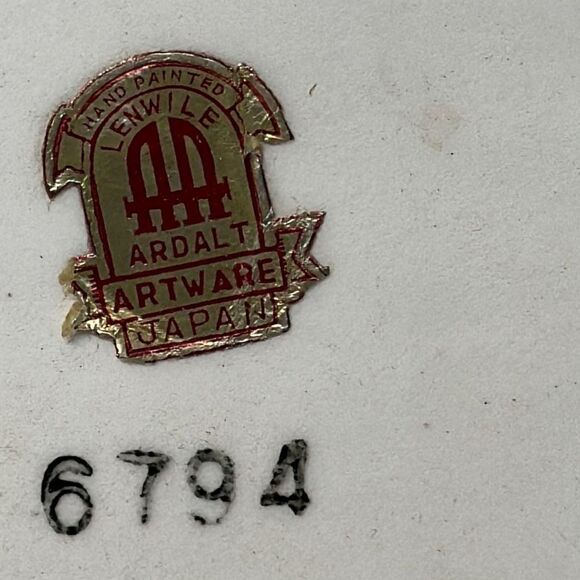 HAND PAINTED
LENWILE
ARDALT
ARTWARE
JAPAN
6794